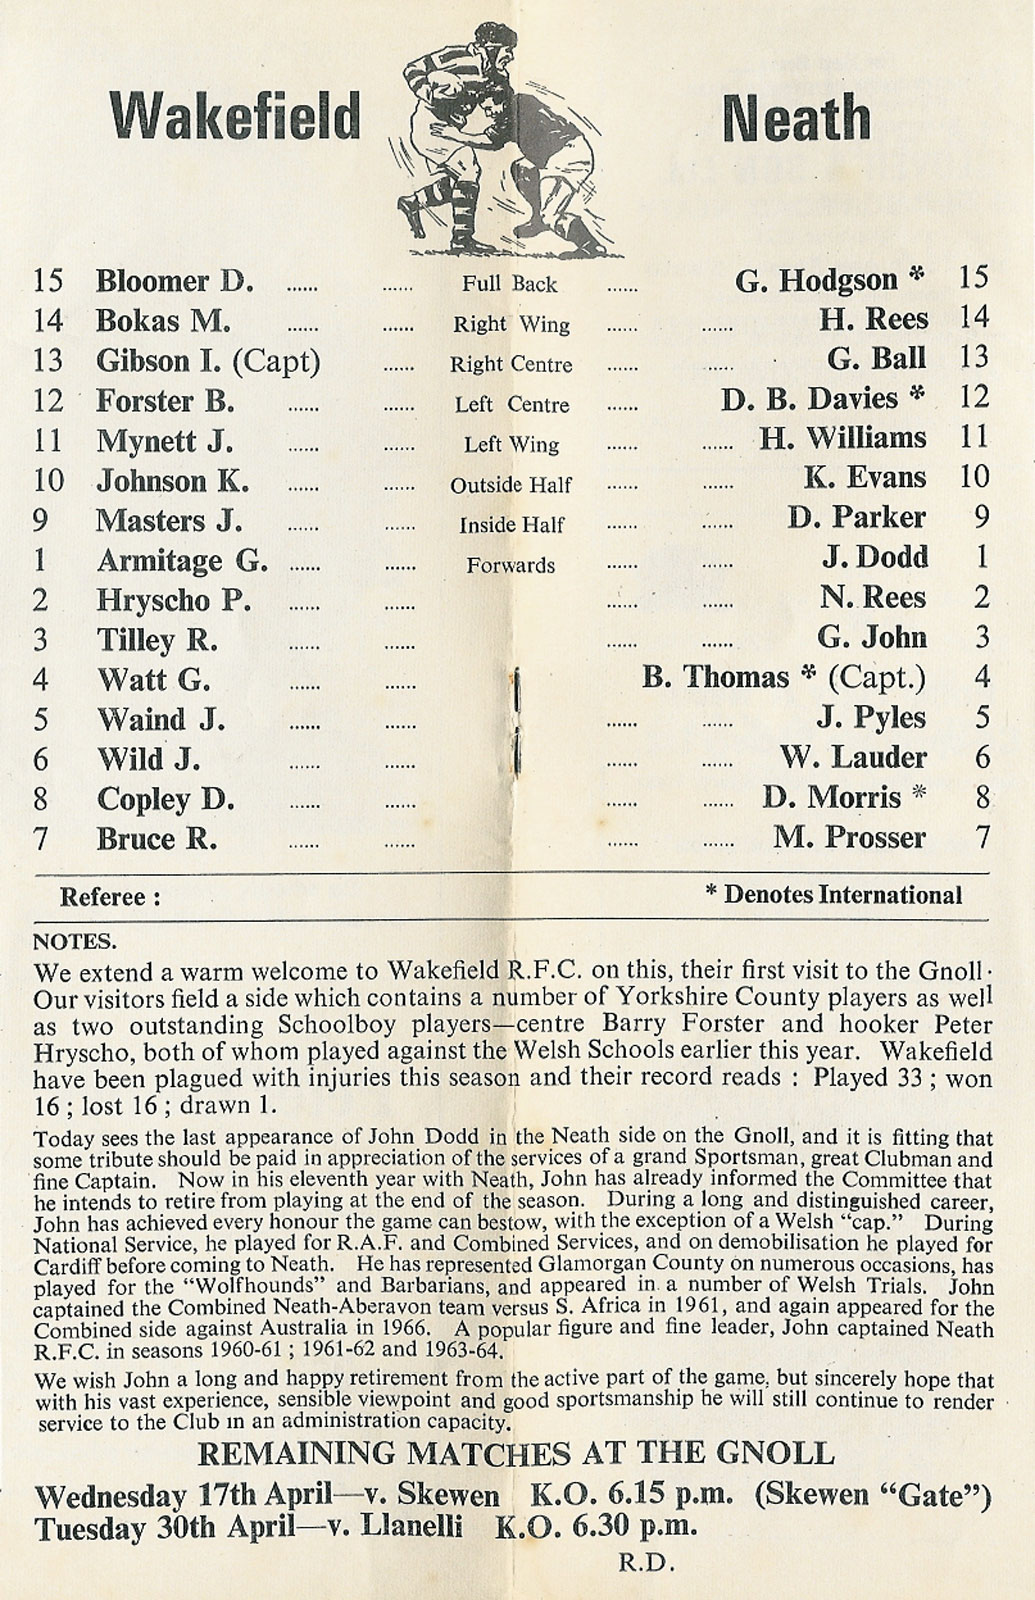 Wakefield Neath
15 Bloomer D. ...... ...... Full Back ...... G. Hodgson * 15
14 Bokas M. ...... ...... Right Wing ...... ...... H. Rees 14
13 Gibson I. (Capt) ...... Right Centre ...... ...... G. Ball 13
12 Forster B. ...... ...... Left Centre ...... D. B. Davies * 12
11 Mynett J. ...... ...... Left Wing ...... H. Williams 11
10 Johnson K. ...... ...... Outside Half ...... ...... K. Evans 10
9 Masters J. ...... ...... Inside Half ...... ...... D. Parker 9
1 Armitage G. ...... ...... Forwards ...... ...... J. Dodd 1
2 Hryscho P. ...... ...... ...... ...... N. Rees 2
3 Tilley R. ...... ...... ...... ...... G. John 3
4 Watt G. ...... ...... B. Thomas * (Capt.) 4
5 Waind J. ...... ...... ...... ...... J. Pyles 5
6 Wild J. ...... ...... ...... ...... W. Lauder 6
8 Copley D. ...... ...... ...... ...... D. Morris * 8
7 Bruce R. ...... ...... ...... ...... M. Prosser 7
Referee : * Denotes International
NOTES.
We extend a warm welcome to Wakefield R.F.C. on this, their first visit to the Gnoll.
Our visitors field a side which contains a number of Yorkshire County players as well
as two outstanding Schoolboy players—centre Barry Forster and hooker Peter
Hryscho, both of whom played against the Welsh Schools earlier this year. Wakefield
have been plagued with injuries this season and their record reads : Played 33 ; won
16 ; lost 16 ; drawn 1.
Today sees the last appearance of John Dodd in the Neath side on the Gnoll, and it is fitting that
some tribute should be paid in appreciation of the services of a grand Sportsman, great Clubman and
fine Captain. Now in his eleventh year with Neath, John has already informed the Committee that
he intends to retire from playing at the end of the season. During a long and distinguished career,
John has achieved every honour the game can bestow, with the exception of a Welsh “cap.” During
National Service, he played for R.A.F. and Combined Services, and on demobilisation he played for
Cardiff before coming to Neath. He has represented Glamorgan County on numerous occasions, has
played for the “Wolfhounds” and Barbarians, and appeared in a number of Welsh Trials. John
captained the Combined Neath-Aberavon team versus S. Africa in 1961, and again appeared for the
Combined side against Australia in 1966. A popular figure and fine leader, John captained Neath
R.F.C. in seasons 1960-61 ; 1961-62 and 1963-64.
We wish John a long and happy retirement from the active part of the game, but sincerely hope that
with his vast experience, sensible viewpoint and good sportsmanship he will still continue to render
service to the Club in an administration capacity.
REMAINING MATCHES AT THE GNOLL
Wednesday 17th April—v. Skewen K.O. 6.15 p.m. (Skewen “Gate”)
Tuesday 30th April—v. Llanelli K.O. 6.30 p.m.
R.D.